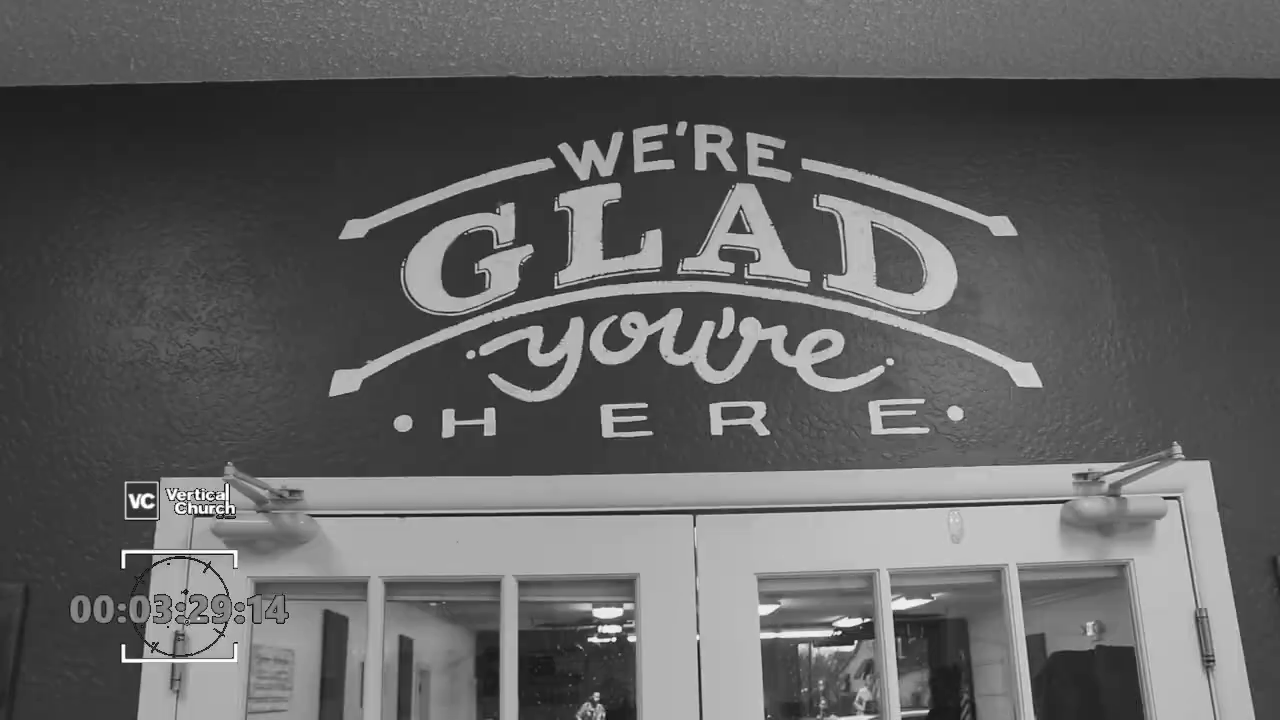 WE'RE
GLAD
you're
HERE
VC Vertical
Church
00:03:29:14